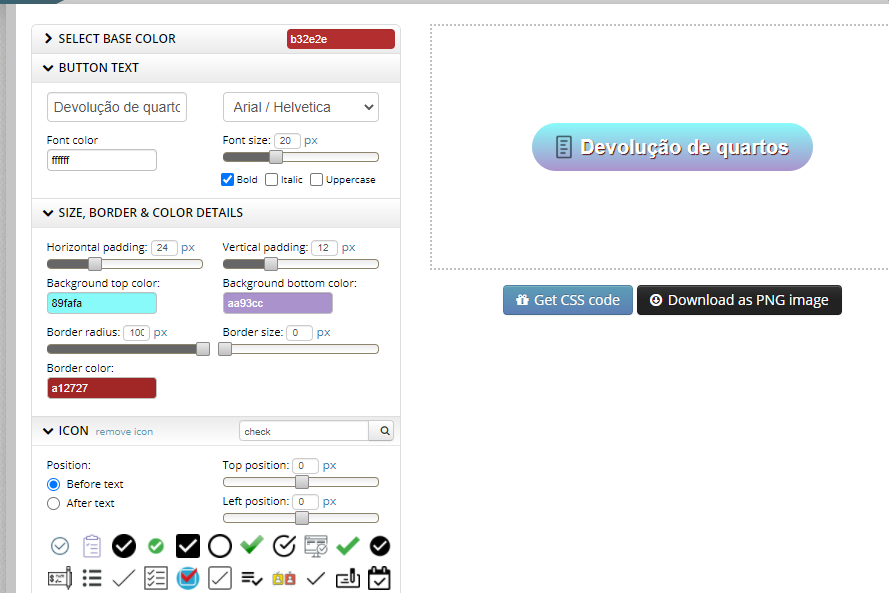 SELECT BASE COLOR b32e2e
BUTTON TEXT
Devolução de quarto Arial / Helvetica
Font color Font size: 20 px
ffffff
Bold Italic Uppercase
SIZE, BORDER & COLOR DETAILS
Horizontal padding: 24 px Vertical padding: 12 px
Background top color: Background bottom color:
89fafa aa93cc
Border radius: 100 px Border size: 0 px
Border color:
a12727
ICON remove icon check
Position: Top position: 0 px
Before text
After text Left position: 0 px
Devolução de quartos
Get CSS code Download as PNG image